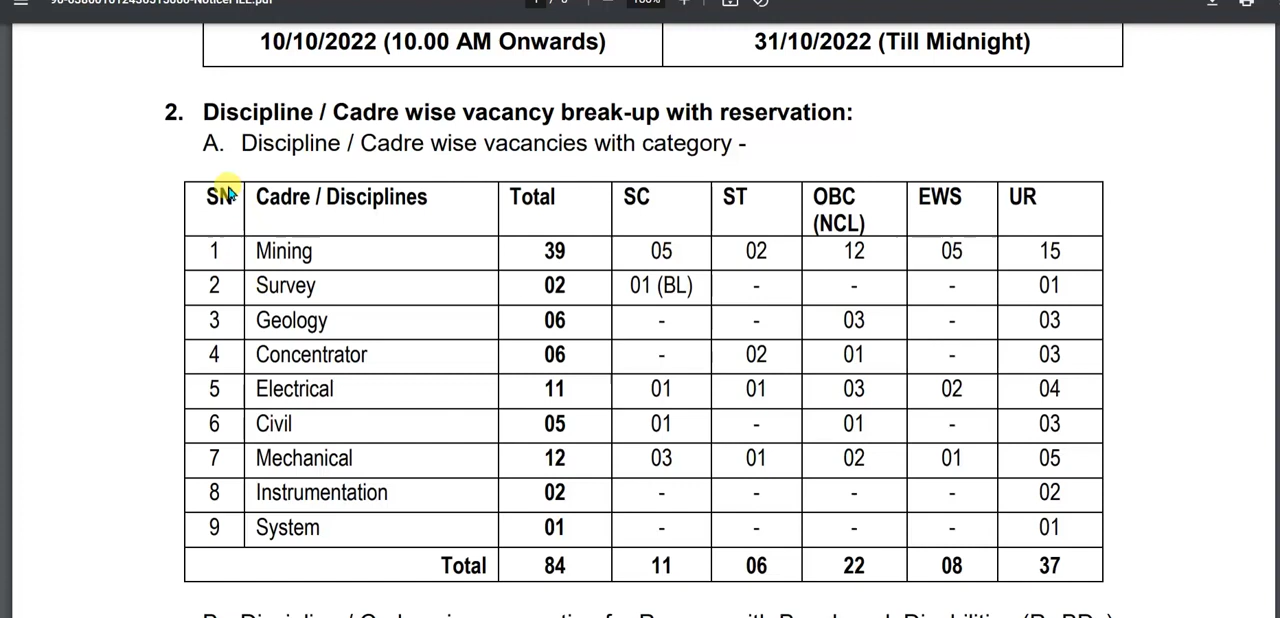 10/10/2022 (10.00 AM Onwards) 31/10/2022 (Till Midnight)
2. Discipline / Cadre wise vacancy break-up with reservation:
A. Discipline / Cadre wise vacancies with category -
SN Cadre / Disciplines Total SC ST OBC (NCL) EWS UR
1 Mining 39 05 02 12 05 15
2 Survey 02 01 (BL) - - - 01
3 Geology 06 - - 03 - 03
4 Concentrator 06 - 02 01 - 03
5 Electrical 11 01 01 03 02 04
6 Civil 05 01 - 01 - 03
7 Mechanical 12 03 01 02 01 05
8 Instrumentation 02 - - - - 02
9 System 01 - - - - 01
Total 84 11 06 22 08 37